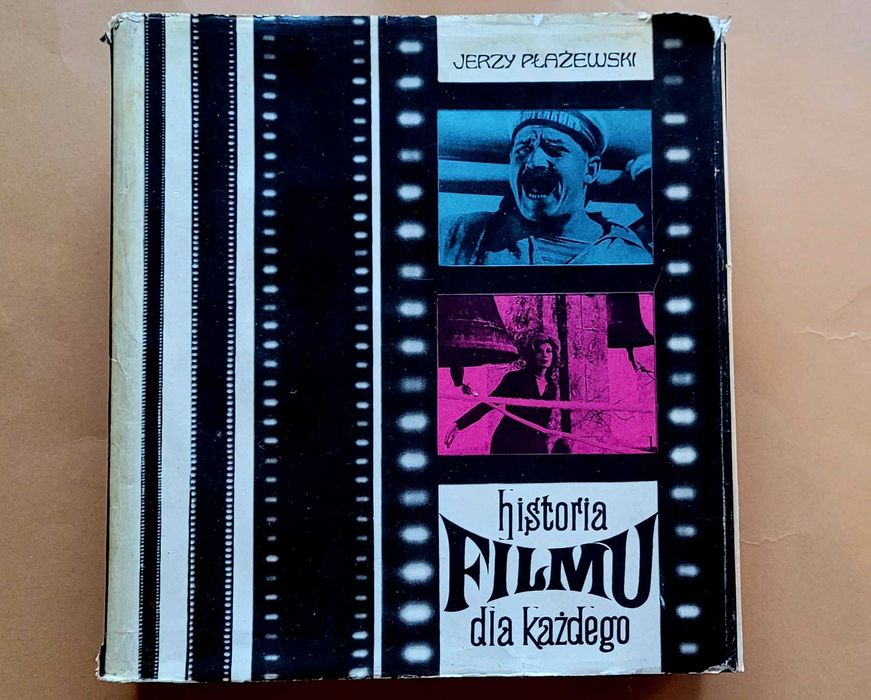 JERZY PŁAŻEWSKI
historia
FILMU
dla każdego